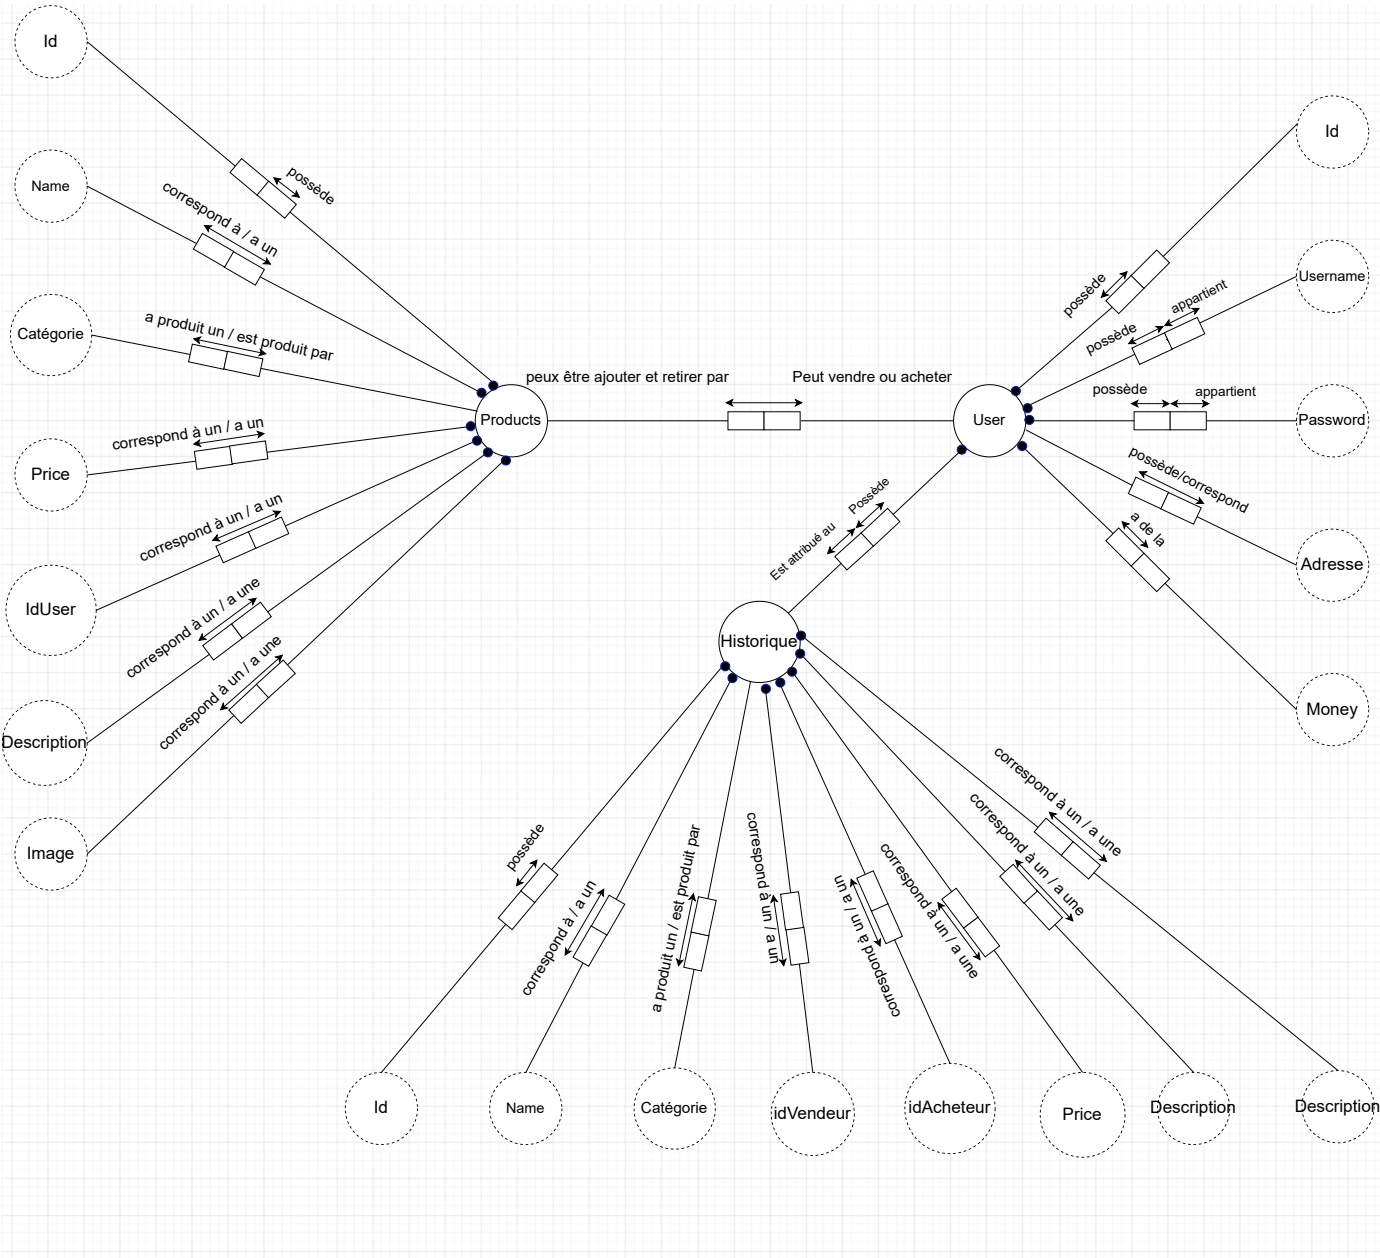 Id
possède
Name
correspond à / a un
Catégorie
a produit un / est produit par
Price
correspond à un / a un
IdUser
correspond à un / a un
Description
correspond à un / a une
Image
correspond à un / a une
Products
peux être ajouter et retirer par
Peut vendre ou acheter
User
Id
possède
Username
possède
appartient
Password
possède
appartient
Adresse
possède/correspond
Money
a de la
Possède
Est attribué au
Historique
possède
correspond à / a un
a produit un / est produit par
correspond à un / a un
correspond à un / a un
correspond à un / a une
correspond à un / a une
correspond à un / a une
Id
Name
Catégorie
idVendeur
idAcheteur
Price
Description
Description